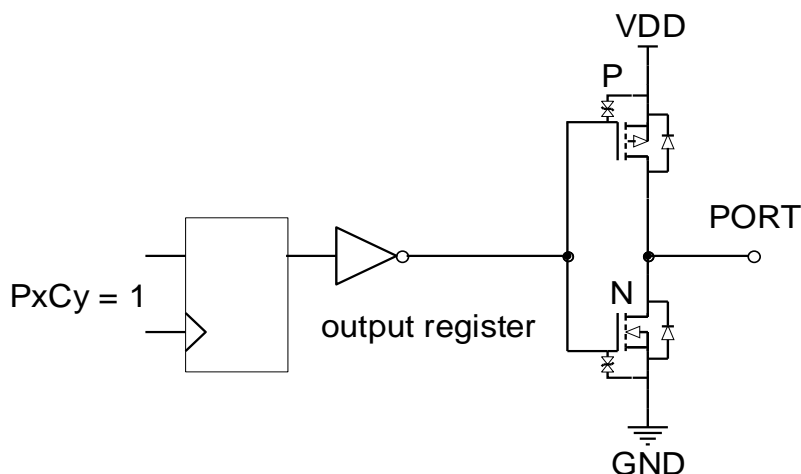 VDD
P
PORT
PxCy = 1
N
output register
GND